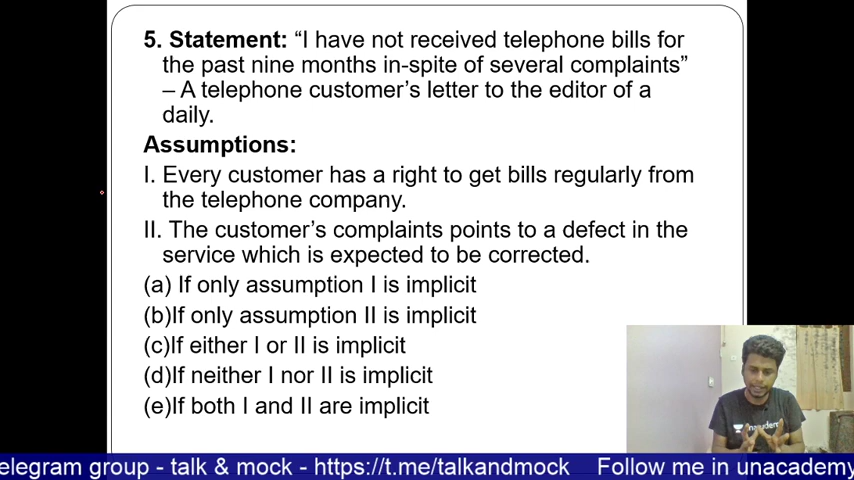 5. Statement: “I have not received telephone bills for
the past nine months in-spite of several complaints”
– A telephone customer’s letter to the editor of a
daily.
Assumptions:
I. Every customer has a right to get bills regularly from
the telephone company.
II. The customer’s complaints points to a defect in the
service which is expected to be corrected.
(a) If only assumption I is implicit
(b)If only assumption II is implicit
(c)If either I or II is implicit
(d)If neither I nor II is implicit
(e)If both I and II are implicit
elegram group - talk & mock - https://t.me/talkandmock Follow me in unacademy